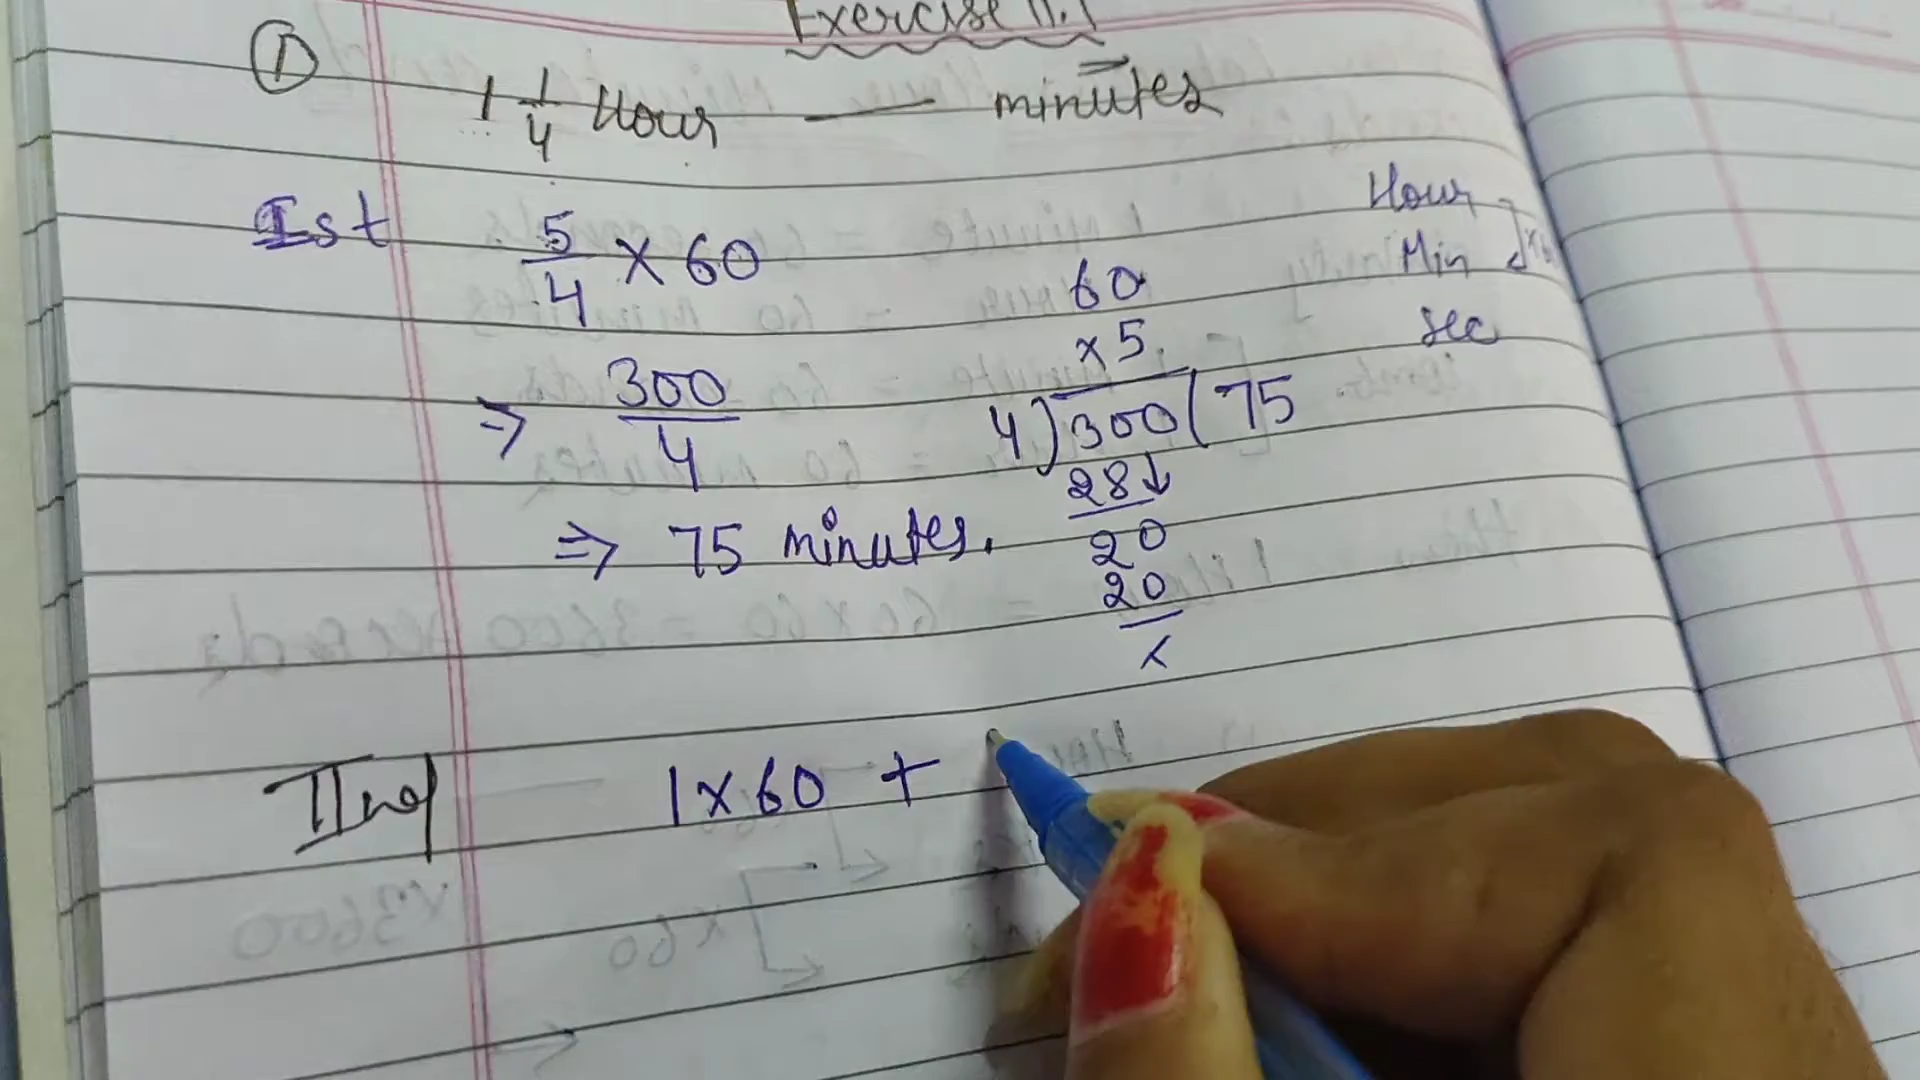 Exercise 11.1
① 1 1/4 Hour — minutes
Ist 5/4 × 60
⇒ 300/4
⇒ 75 minutes.
60
× 5
4)300(75
28↓
20
20
×
Hour
Min
sec
IInd 1 × 60 +